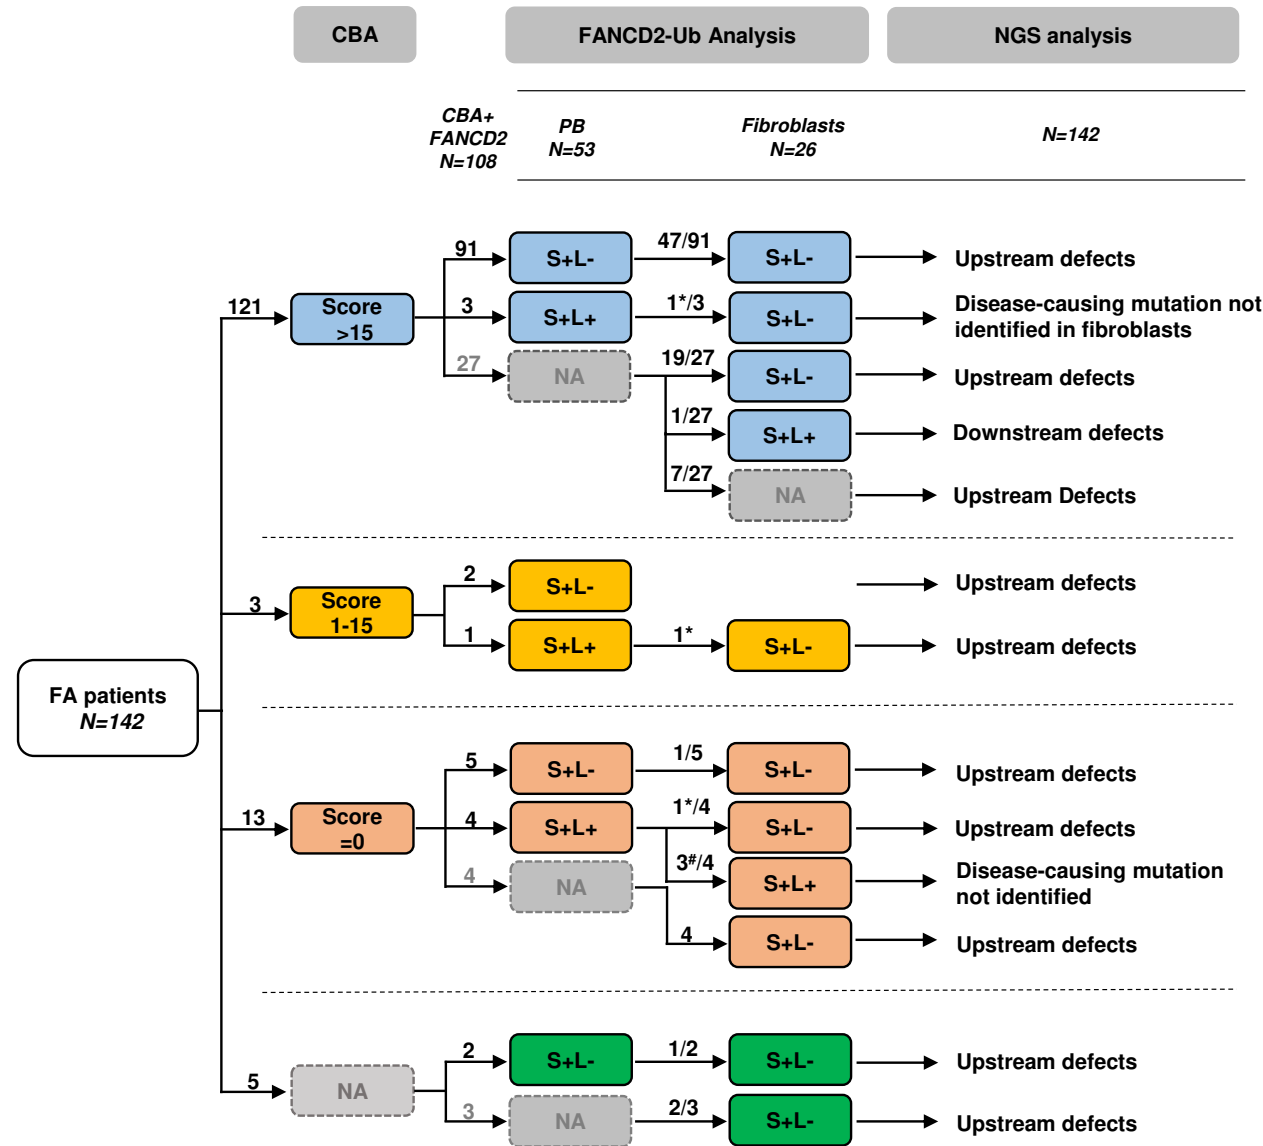 CBA
FANCD2-Ub Analysis
NGS analysis
CBA+
FANCD2
N=108
PB
N=53
Fibroblasts
N=26
N=142
91
S+L-
47/91
S+L-
Upstream defects
121
Score
>15
3
S+L+
1*/3
S+L-
Disease-causing mutation not
identified in fibroblasts
27
NA
19/27
S+L-
Upstream defects
1/27
S+L+
Downstream defects
7/27
NA
Upstream Defects
3
Score
1-15
2
S+L-
Upstream defects
1
S+L+
1*
S+L-
Upstream defects
FA patients
N=142
5
S+L-
1/5
S+L-
Upstream defects
13
Score
=0
4
S+L+
1*/4
S+L-
Upstream defects
3#/4
S+L+
Disease-causing mutation
not identified
4
NA
4
S+L-
Upstream defects
5
NA
2
S+L-
1/2
S+L-
Upstream defects
3
NA
2/3
S+L-
Upstream defects